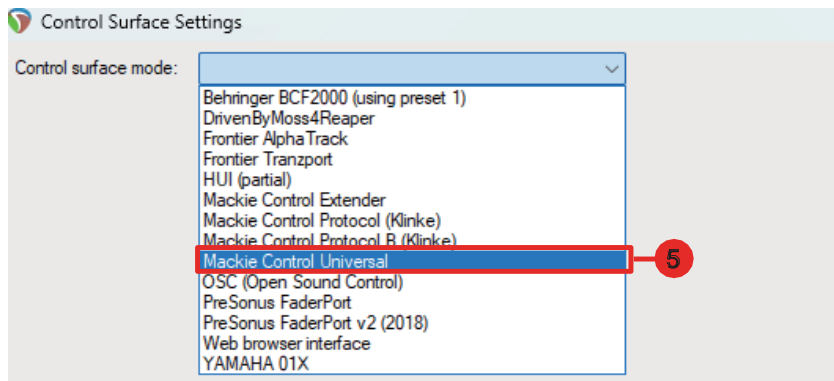 Control Surface Settings
Control surface mode:
Behringer BCF2000 (using preset 1)
DrivenByMoss4Reaper
Frontier AlphaTrack
Frontier Tranzport
HUI (partial)
Mackie Control Extender
Mackie Control Protocol (Klinke)
Mackie Control Protocol B (Klinke)
Mackie Control Universal
5
OSC (Open Sound Control)
PreSonus FaderPort
PreSonus FaderPort v2 (2018)
Web browser interface
YAMAHA 01X